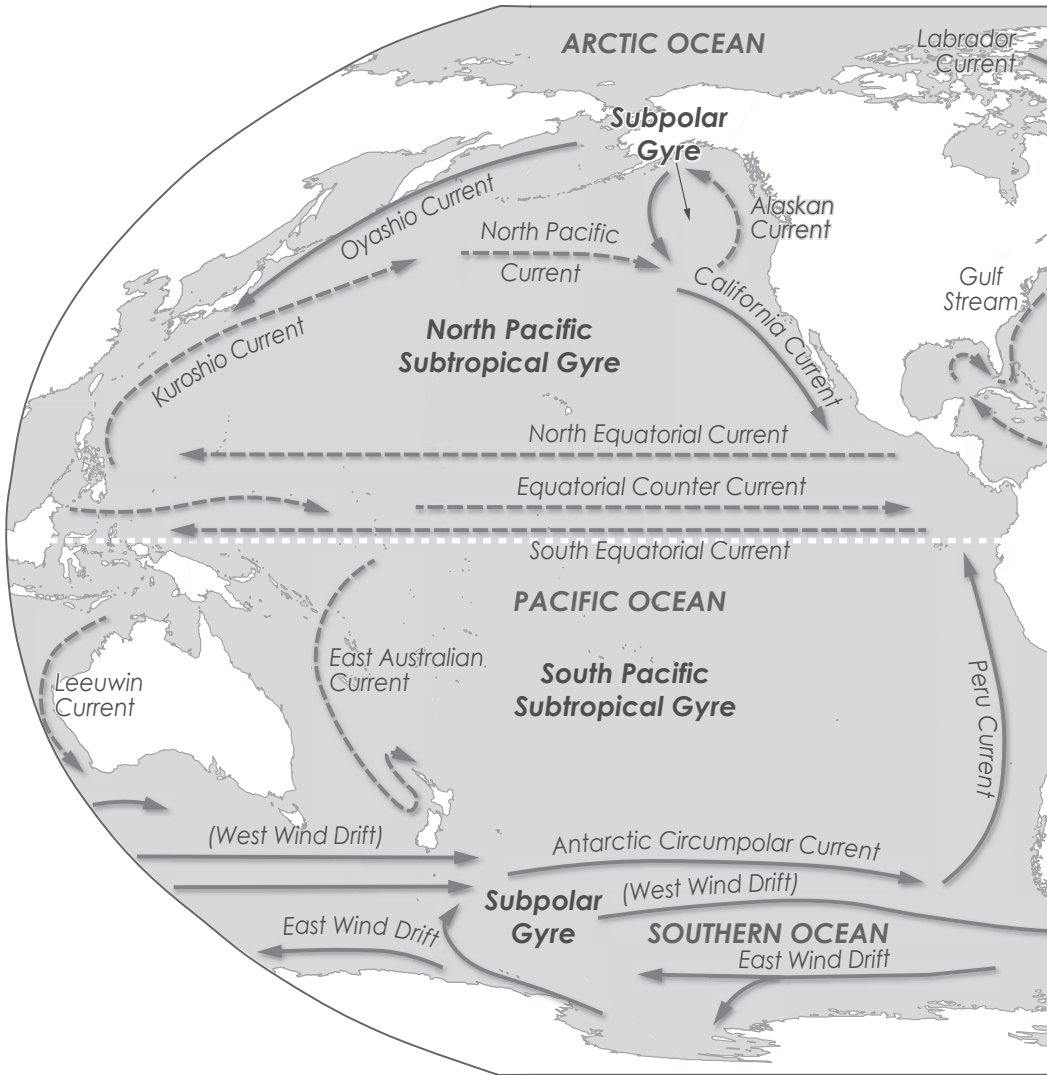 ARCTIC OCEAN
Labrador
Current
Subpolar
Gyre
Oyashio Current
Alaskan
Current
North Pacific
Current
California Current
Gulf
Stream
Kuroshio Current
North Pacific
Subtropical Gyre
North Equatorial Current
Equatorial Counter Current
South Equatorial Current
PACIFIC OCEAN
East Australian
Current
South Pacific
Subtropical Gyre
Leeuwin
Current
Peru Current
(West Wind Drift)
Antarctic Circumpolar Current
(West Wind Drift)
Subpolar
Gyre
East Wind Drift
SOUTHERN OCEAN
East Wind Drift